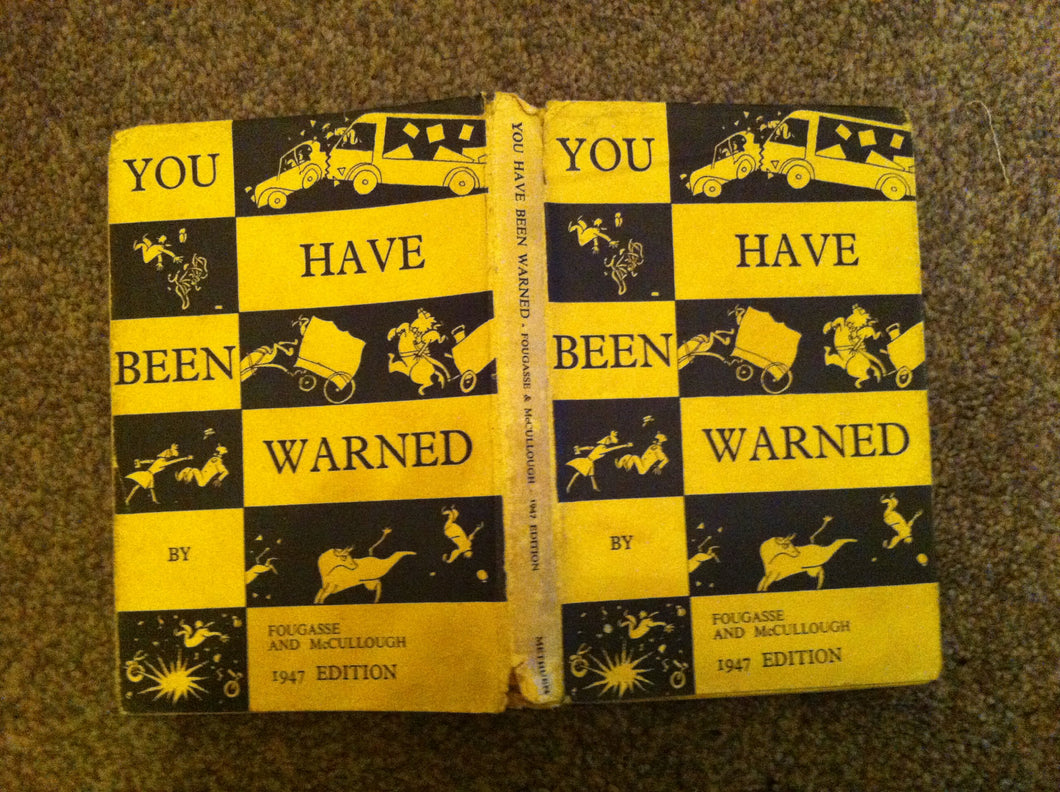 YOU
HAVE
BEEN
WARNED
BY
FOUGASSE
AND McCULLOUGH
1947 EDITION
YOU HAVE BEEN WARNED · FOUGASSE & McCULLOUGH · 1947 EDITION
METHUEN
YOU
HAVE
BEEN
WARNED
BY
FOUGASSE
AND McCULLOUGH
1947 EDITION